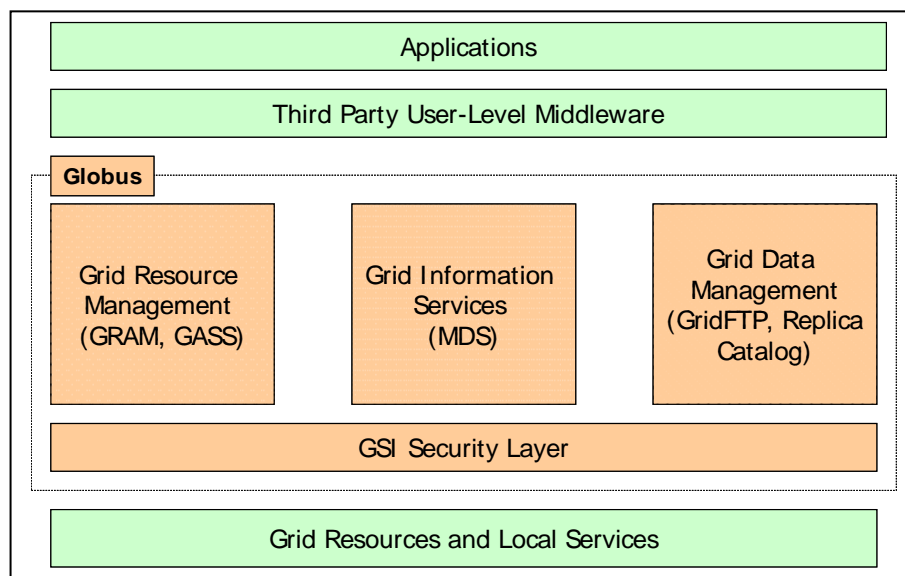 Applications
Third Party User-Level Middleware
Globus
Grid Resource
Management
(GRAM, GASS)
Grid Information
Services
(MDS)
Grid Data
Management
(GridFTP, Replica
Catalog)
GSI Security Layer
Grid Resources and Local Services